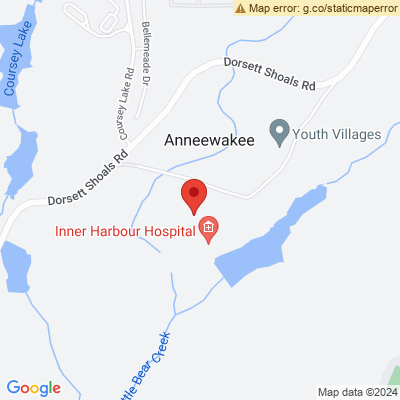 Map error: g.co/staticmaperror
Coursey Lake
Bellemeade Dr
Coursey Lake Rd
Dorsett Shoals Rd
Anneewakee
Youth Villages
Dorsett Shoals Rd
Inner Harbour Hospital
ttle Bear Creek
Google
Map data ©2024